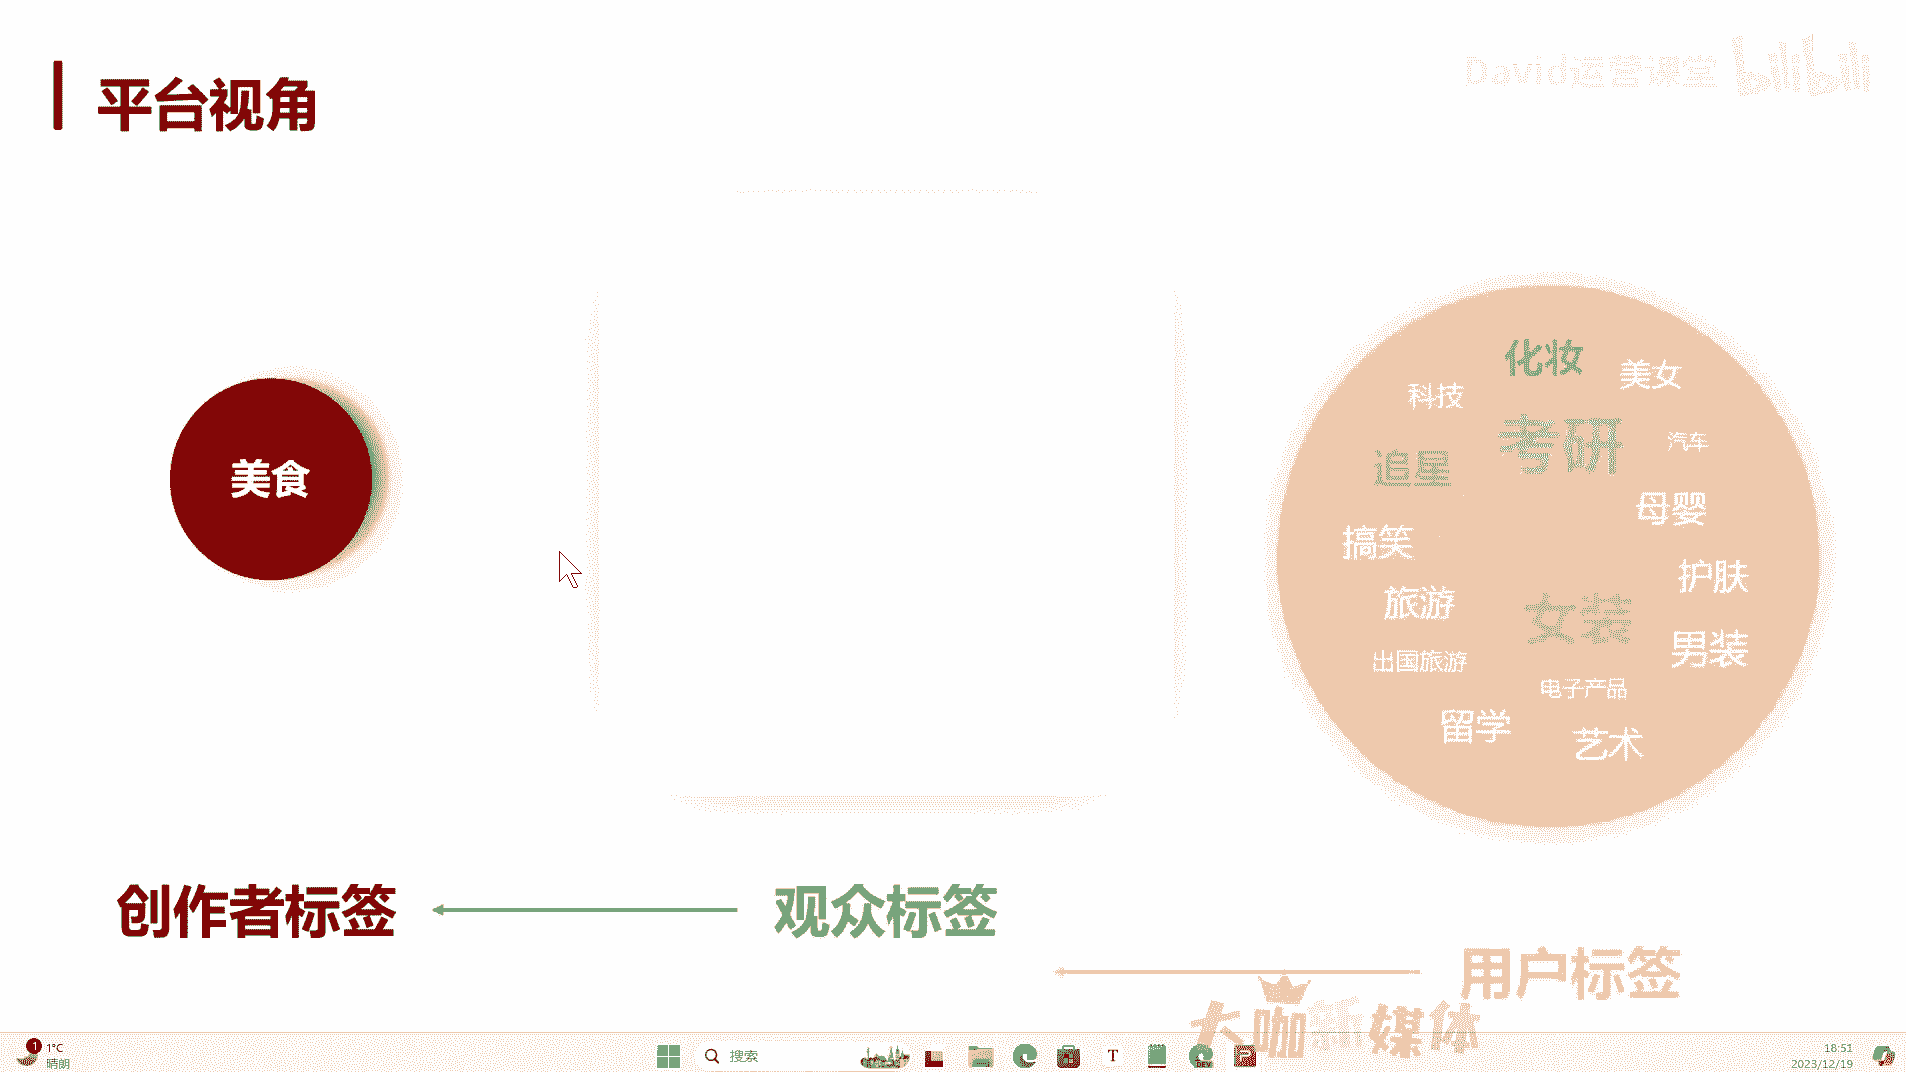 平台视角
David运营课堂 bilibili
美食
化妆
美女
科技
考研
汽车
追星
母婴
搞笑
护肤
旅游
女装
男装
出国旅游
电子产品
留学
艺术
创作者标签
观众标签
用户标签
大咖新媒体
1
1°C
晴朗
搜索
T
DEV
P
18:51
2023/12/19